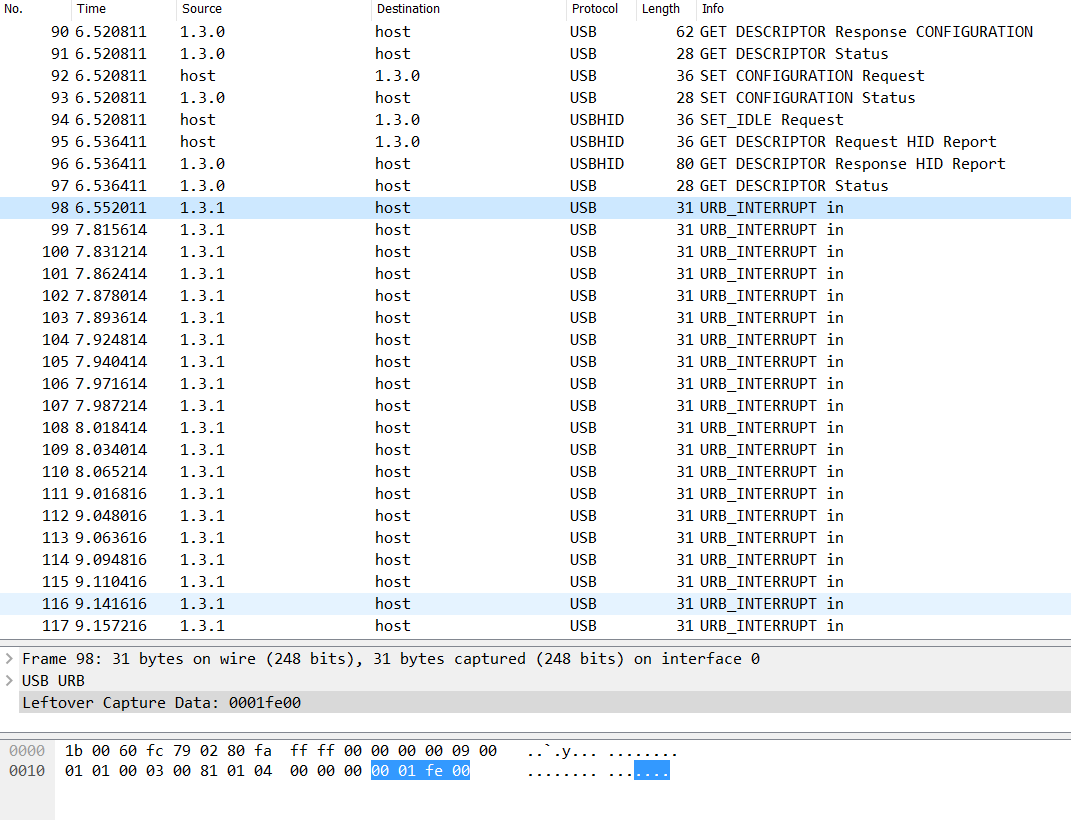 No. Time Source Destination Protocol Length Info
90 6.520811 1.3.0 host USB 62 GET DESCRIPTOR Response CONFIGURATION
91 6.520811 1.3.0 host USB 28 GET DESCRIPTOR Status
92 6.520811 host 1.3.0 USB 36 SET CONFIGURATION Request
93 6.520811 1.3.0 host USB 28 SET CONFIGURATION Status
94 6.520811 host 1.3.0 USBHID 36 SET_IDLE Request
95 6.536411 host 1.3.0 USBHID 36 GET DESCRIPTOR Request HID Report
96 6.536411 1.3.0 host USBHID 80 GET DESCRIPTOR Response HID Report
97 6.536411 1.3.0 host USB 28 GET DESCRIPTOR Status
98 6.552011 1.3.1 host USB 31 URB_INTERRUPT in
99 7.815614 1.3.1 host USB 31 URB_INTERRUPT in
100 7.831214 1.3.1 host USB 31 URB_INTERRUPT in
101 7.862414 1.3.1 host USB 31 URB_INTERRUPT in
102 7.878014 1.3.1 host USB 31 URB_INTERRUPT in
103 7.893614 1.3.1 host USB 31 URB_INTERRUPT in
104 7.924814 1.3.1 host USB 31 URB_INTERRUPT in
105 7.940414 1.3.1 host USB 31 URB_INTERRUPT in
106 7.971614 1.3.1 host USB 31 URB_INTERRUPT in
107 7.987214 1.3.1 host USB 31 URB_INTERRUPT in
108 8.018414 1.3.1 host USB 31 URB_INTERRUPT in
109 8.034014 1.3.1 host USB 31 URB_INTERRUPT in
110 8.065214 1.3.1 host USB 31 URB_INTERRUPT in
111 9.016816 1.3.1 host USB 31 URB_INTERRUPT in
112 9.048016 1.3.1 host USB 31 URB_INTERRUPT in
113 9.063616 1.3.1 host USB 31 URB_INTERRUPT in
114 9.094816 1.3.1 host USB 31 URB_INTERRUPT in
115 9.110416 1.3.1 host USB 31 URB_INTERRUPT in
116 9.141616 1.3.1 host USB 31 URB_INTERRUPT in
117 9.157216 1.3.1 host USB 31 URB_INTERRUPT in
Frame 98: 31 bytes on wire (248 bits), 31 bytes captured (248 bits) on interface 0
USB URB
Leftover Capture Data: 0001fe00
0000 1b 00 60 fc 79 02 80 fa ff ff 00 00 00 00 09 00 ..`.y... ........
0010 01 01 00 03 00 81 01 04 00 00 00 00 01 fe 00 ........ .......